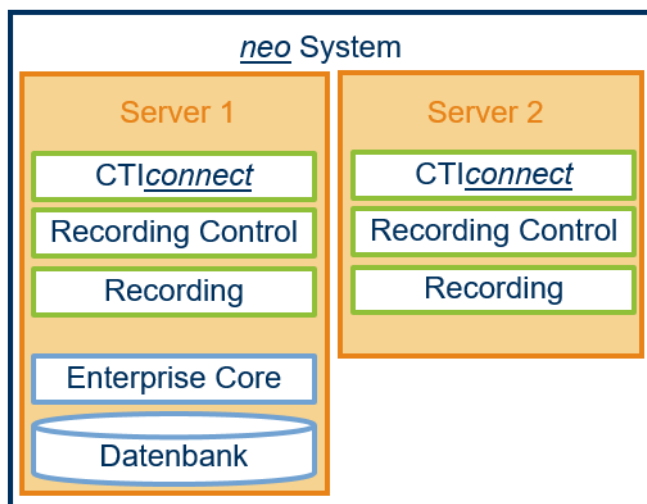 neo System
Server 1
CTIconnect
Recording Control
Recording
Enterprise Core
Datenbank
Server 2
CTIconnect
Recording Control
Recording